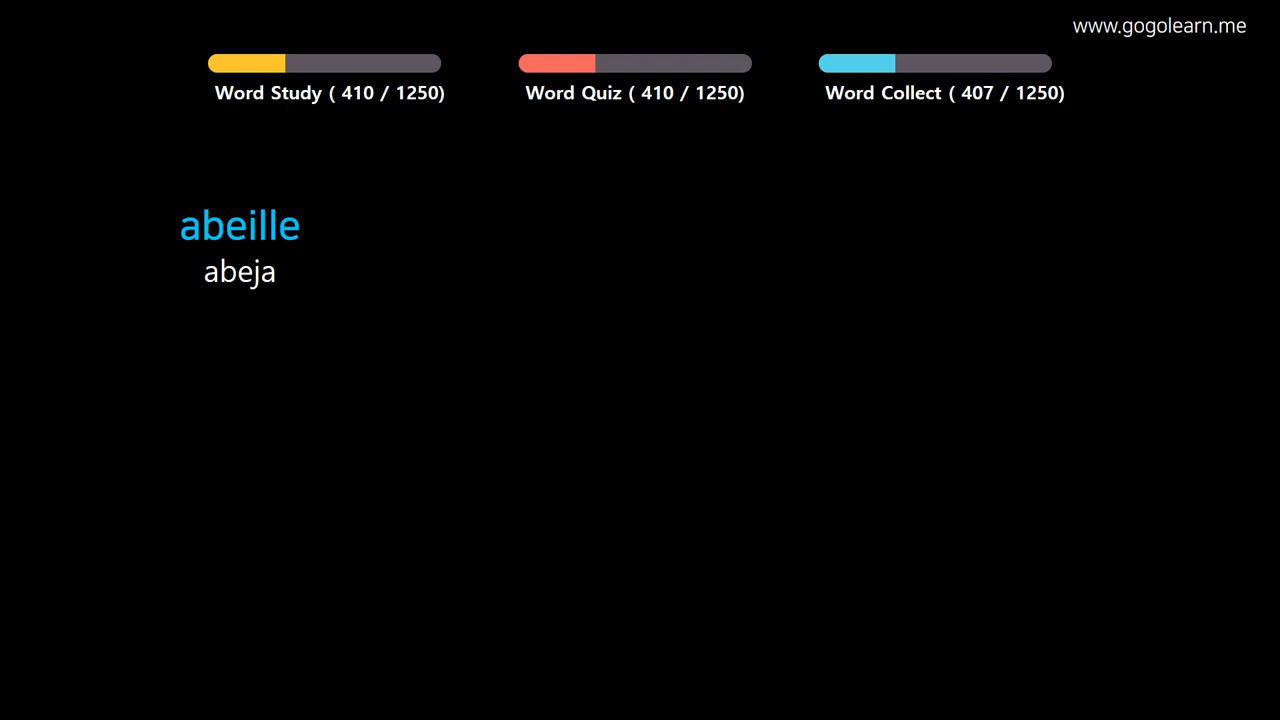 www.gogolearn.me
Word Study ( 410 / 1250)
Word Quiz ( 410 / 1250)
Word Collect ( 407 / 1250)
abeille
abeja